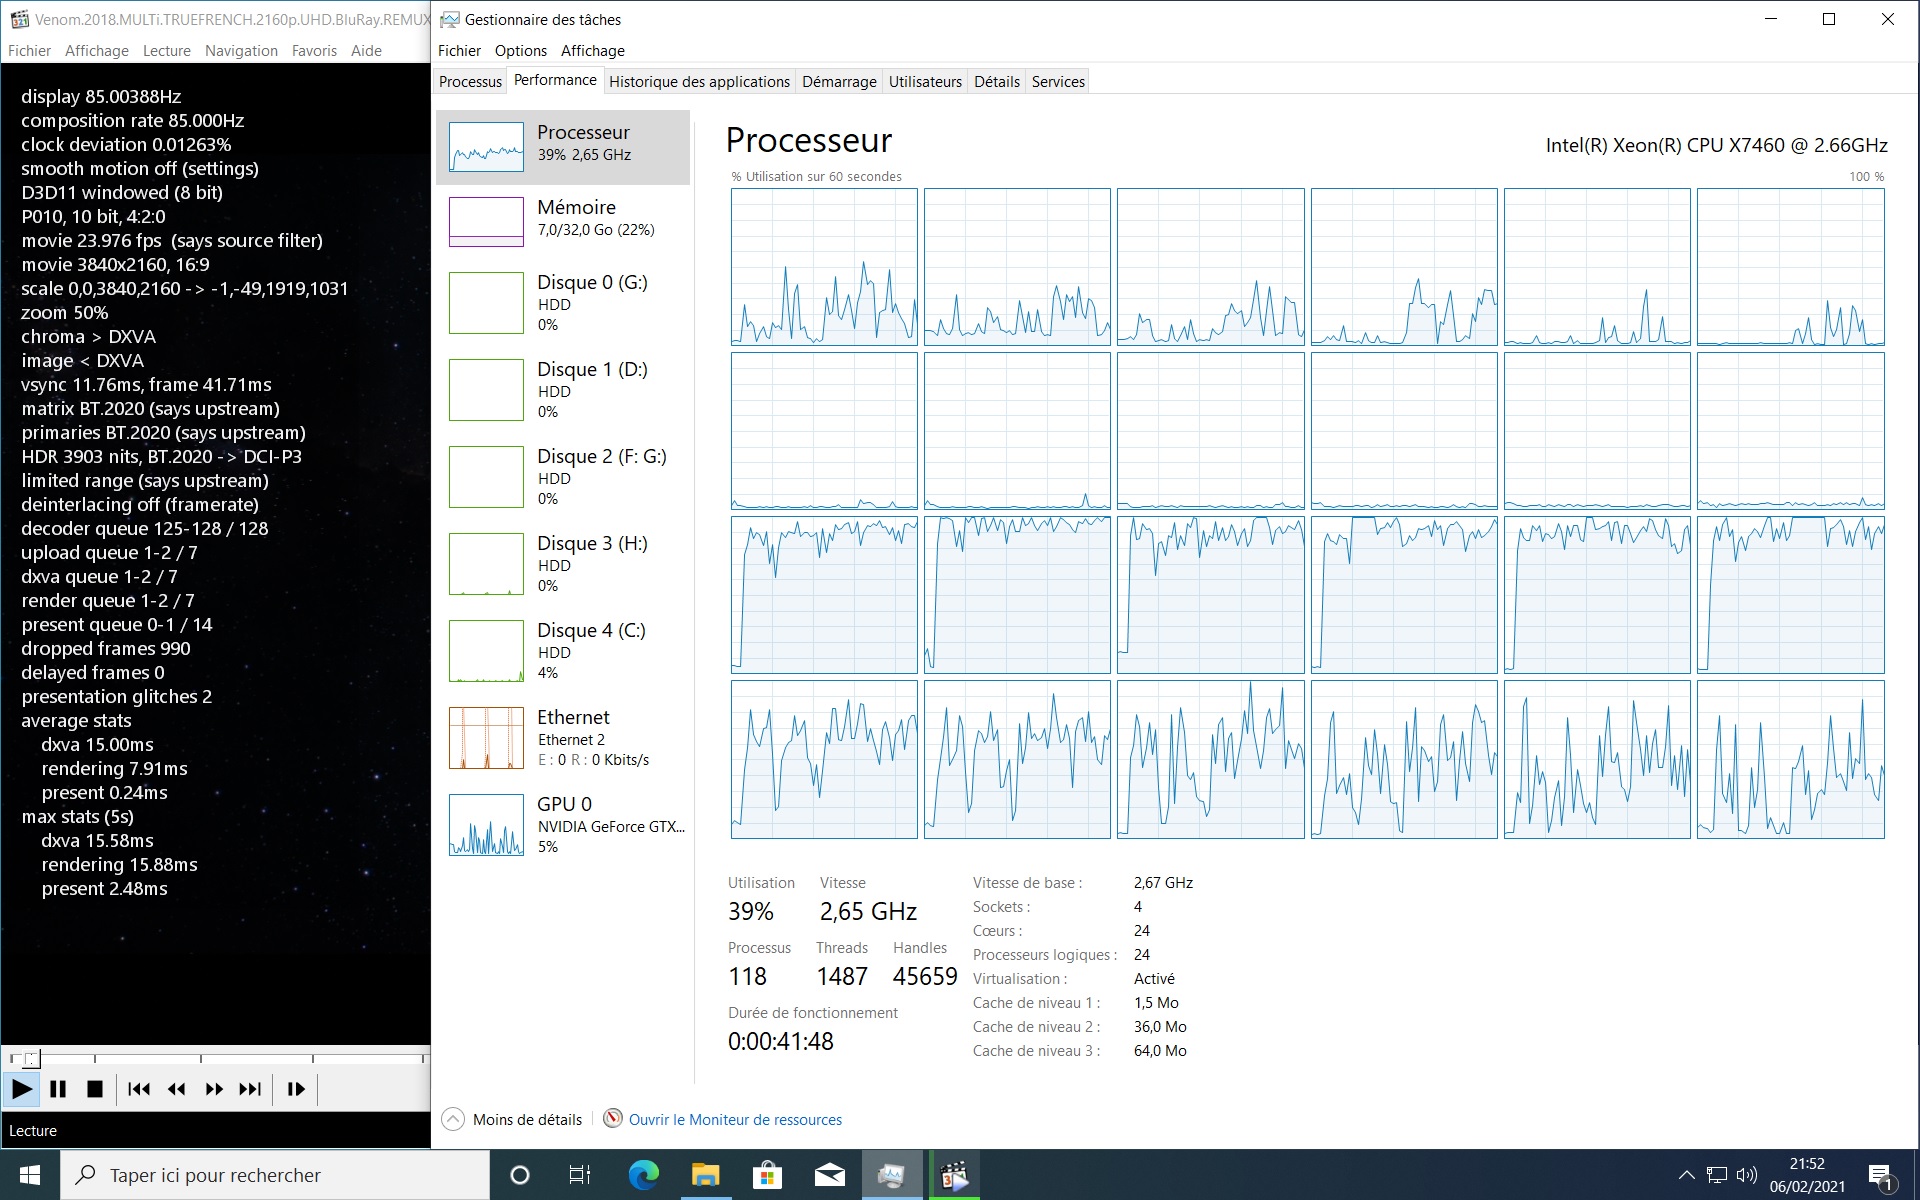 Venom.2018.MULTi.TRUEFRENCH.2160p.UHD.BluRay.REMUX
Fichier Affichage Lecture Navigation Favoris Aide
display 85.00388Hz
composition rate 85.000Hz
clock deviation 0.01263%
smooth motion off (settings)
D3D11 windowed (8 bit)
P010, 10 bit, 4:2:0
movie 23.976 fps (says source filter)
movie 3840x2160, 16:9
scale 0,0,3840,2160 -> -1,-49,1919,1031
zoom 50%
chroma > DXVA
image < DXVA
vsync 11.76ms, frame 41.71ms
matrix BT.2020 (says upstream)
primaries BT.2020 (says upstream)
HDR 3903 nits, BT.2020 -> DCI-P3
limited range (says upstream)
deinterlacing off (framerate)
decoder queue 125-128 / 128
upload queue 1-2 / 7
dxva queue 1-2 / 7
render queue 1-2 / 7
present queue 0-1 / 14
dropped frames 990
delayed frames 0
presentation glitches 2
average stats
dxva 15.00ms
rendering 7.91ms
present 0.24ms
max stats (5s)
dxva 15.58ms
rendering 15.88ms
present 2.48ms
Lecture
Gestionnaire des tâches
Fichier Options Affichage
Processus Performance Historique des applications Démarrage Utilisateurs Détails Services
Processeur
39% 2,65 GHz
Mémoire
7,0/32,0 Go (22%)
Disque 0 (G:)
HDD
0%
Disque 1 (D:)
HDD
0%
Disque 2 (F: G:)
HDD
0%
Disque 3 (H:)
HDD
0%
Disque 4 (C:)
HDD
4%
Ethernet
Ethernet 2
E : 0 R : 0 Kbits/s
GPU 0
NVIDIA GeForce GTX...
5%
Processeur
Intel(R) Xeon(R) CPU X7460 @ 2.66GHz
% Utilisation sur 60 secondes 100 %
Utilisation Vitesse
39% 2,65 GHz
Processus Threads Handles
118 1487 45659
Durée de fonctionnement
0:00:41:48
Vitesse de base : 2,67 GHz
Sockets : 4
Cœurs : 24
Processeurs logiques : 24
Virtualisation : Activé
Cache de niveau 1 : 1,5 Mo
Cache de niveau 2 : 36,0 Mo
Cache de niveau 3 : 64,0 Mo
Moins de détails Ouvrir le Moniteur de ressources
Taper ici pour rechercher
21:52
06/02/2021
1